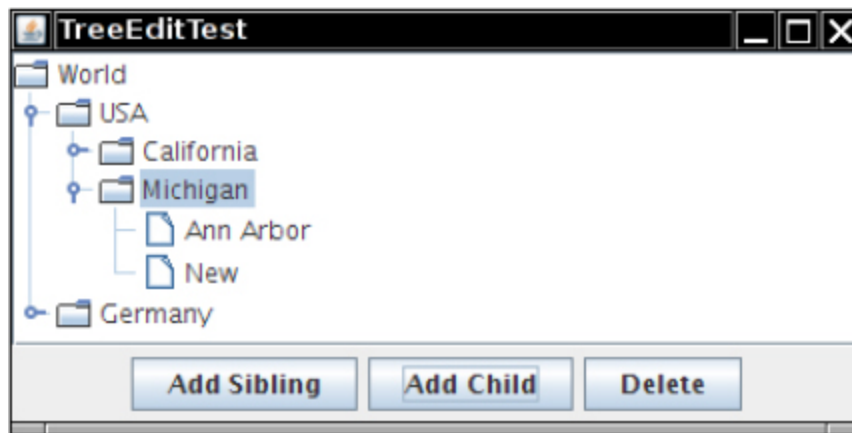 TreeEditTest
World
USA
California
Michigan
Ann Arbor
New
Germany
Add Sibling Add Child Delete